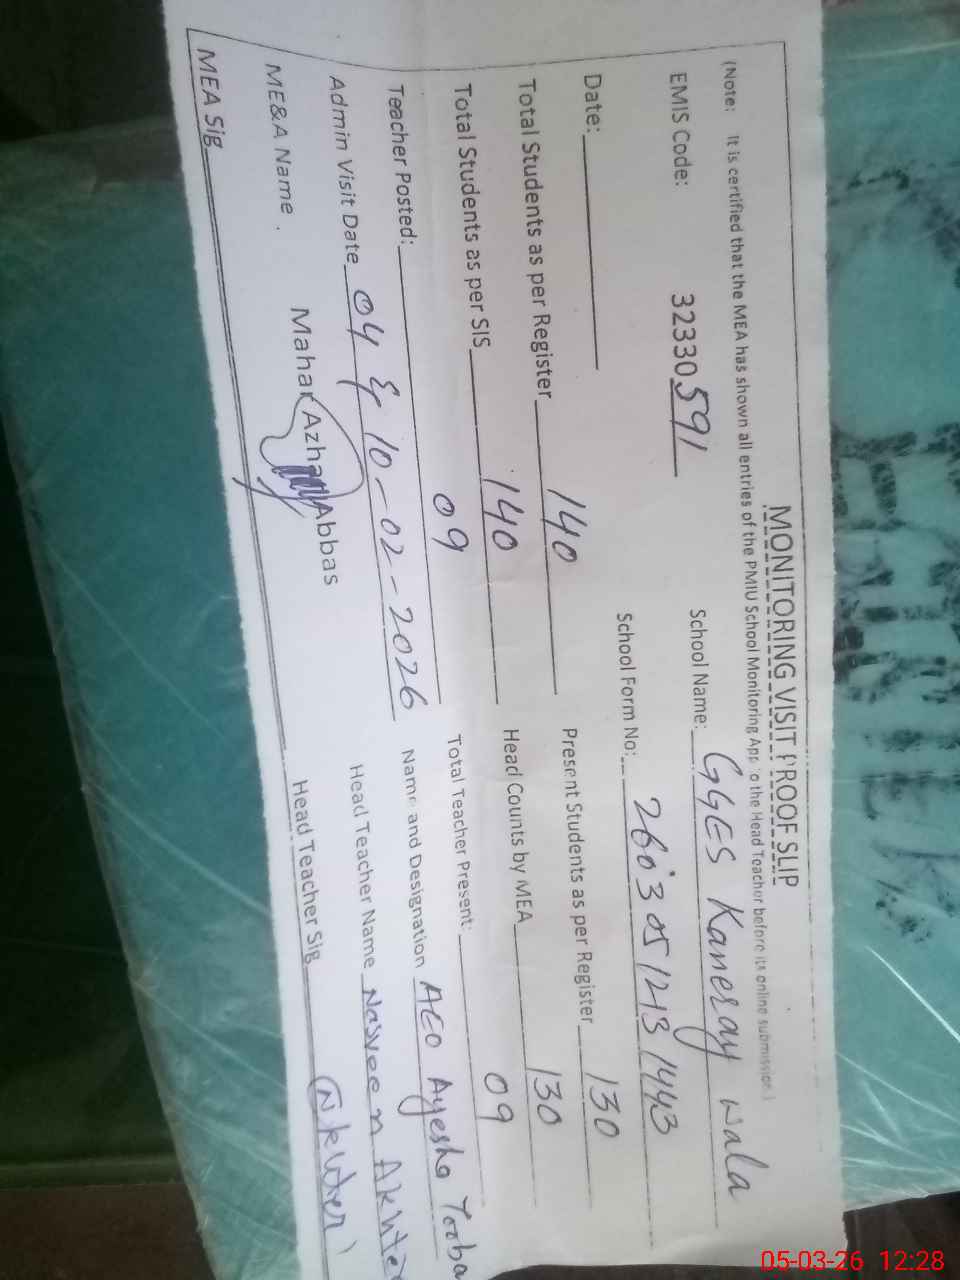 MONITORING VISIT PROOF SLIP
(Note: It is certified that the MEA has shown all entries of the PMIU School Monitoring App to the Head Teacher before its online submission)
EMIS Code: 32330591 School Name: GGES Kaneray wala
School Form No: 260305 1213 1443
Date:
Total Students as per Register 140 Present Students as per Register 130
Total Students as per SIS 140 Head Counts by MEA 130
Teacher Posted: 09 Total Teacher Present: 09
Admin Visit Date 04 & 10-02-2026 Name and Designation AEO Ayesha Tooba
ME&A Name. Mahar Azhar Abbas Head Teacher Name Nasreen Akhter
MEA Sig Head Teacher Sig NAkhter
05-03-26 12:28